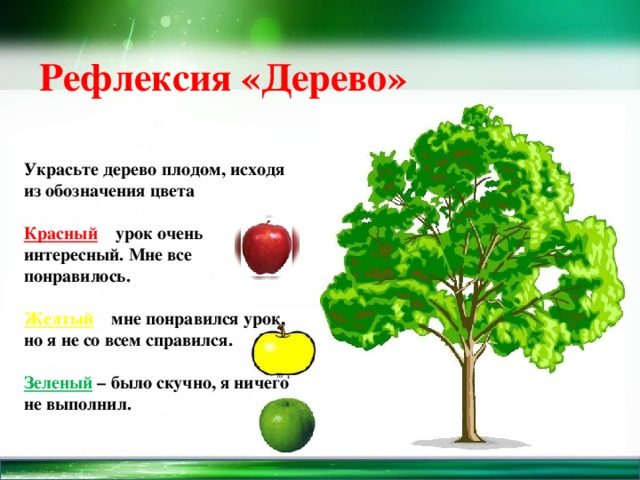 Рефлексия «Дерево»
Украсьте дерево плодом, исходя
из обозначения цвета
Красный урок очень
интересный. Мне все
понравилось.
Желтый мне понравился урок,
но я не со всем справился.
Зеленый – было скучно, я ничего
не выполнил.